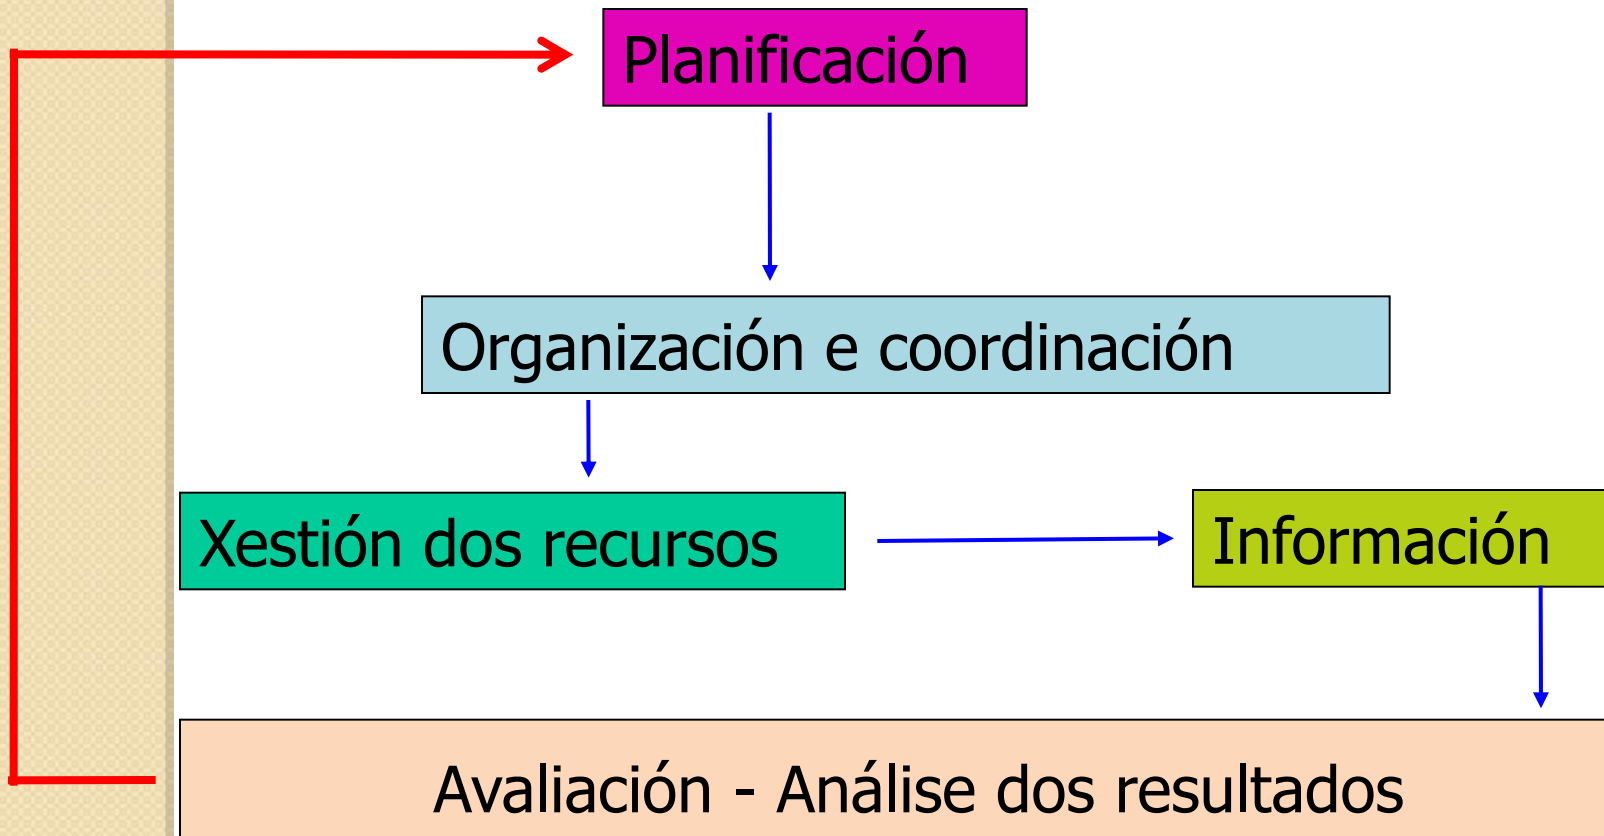 Planificación
Organización e coordinación
Xestión dos recursos
Información
Avaliación - Análise dos resultados